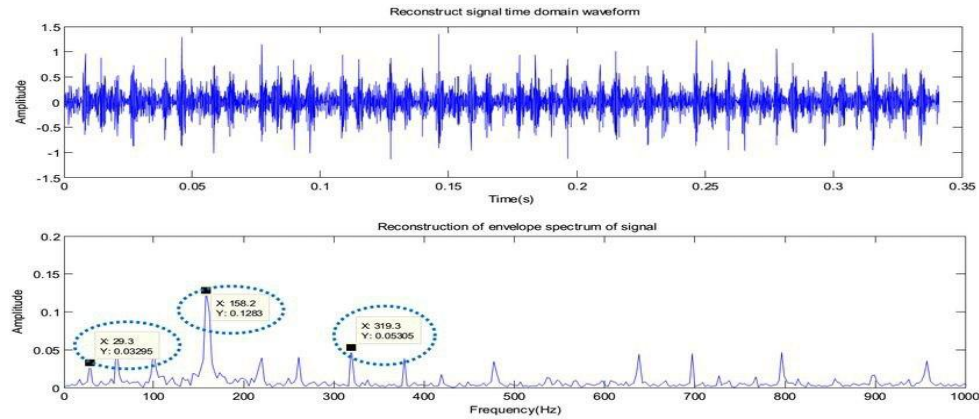 Reconstruct signal time domain waveform
1.5
1
0.5
0
-0.5
-1
-1.5
Amplitude
0
0.05
0.1
0.15
0.2
0.25
0.3
0.35
Time(s)
Reconstruction of envelope spectrum of signal
0.2
0.15
0.1
0.05
0
Amplitude
X: 29.3
Y: 0.03295
X: 158.2
Y: 0.1283
X: 319.3
Y: 0.05305
0
100
200
300
400
500
600
700
800
900
1000
Frequency(Hz)